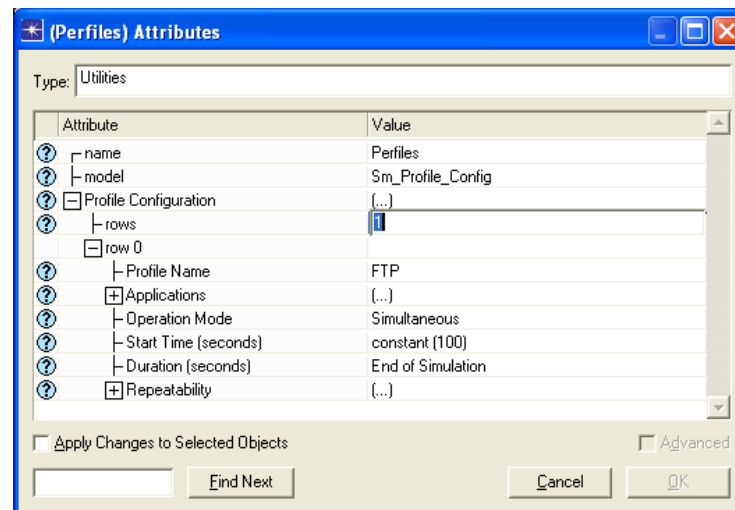 (Perfiles) Attributes
Type: Utilities
Attribute Value
name Perfiles
model Sm_Profile_Config
Profile Configuration (...)
rows 1
row 0
Profile Name FTP
Applications (...)
Operation Mode Simultaneous
Start Time (seconds) constant (100)
Duration (seconds) End of Simulation
Repeatability (...)
Apply Changes to Selected Objects Advanced
Find Next Cancel OK